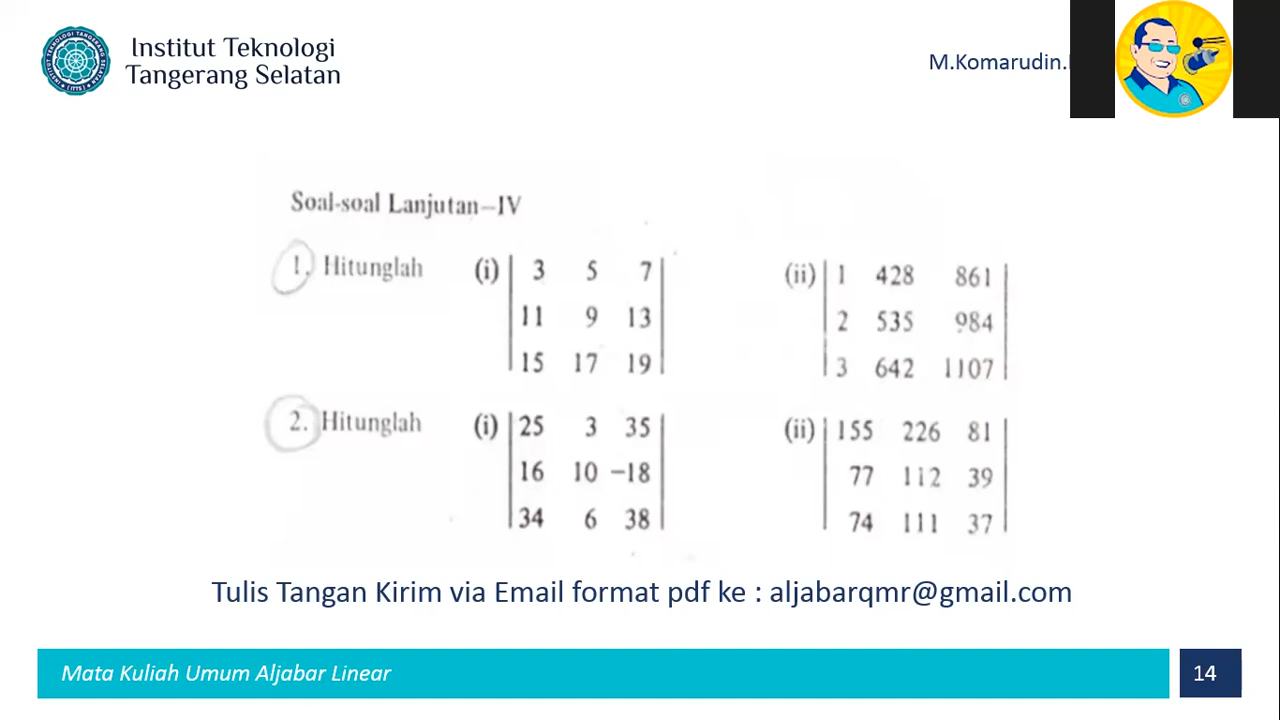 Institut Teknologi
Tangerang Selatan
M.Komarudin.
Soal-soal Lanjutan-IV
1. Hitunglah (i) | 3 5 7 | (ii) | 1 428 861 |
| 11 9 13 | | 2 535 984 |
| 15 17 19 | | 3 642 1107 |
2. Hitunglah (i) | 25 3 35 | (ii) | 155 226 81 |
| 16 10 -18 | | 77 112 39 |
| 34 6 38 | | 74 111 37 |
Tulis Tangan Kirim via Email format pdf ke : aljabarqmr@gmail.com
Mata Kuliah Umum Aljabar Linear
14